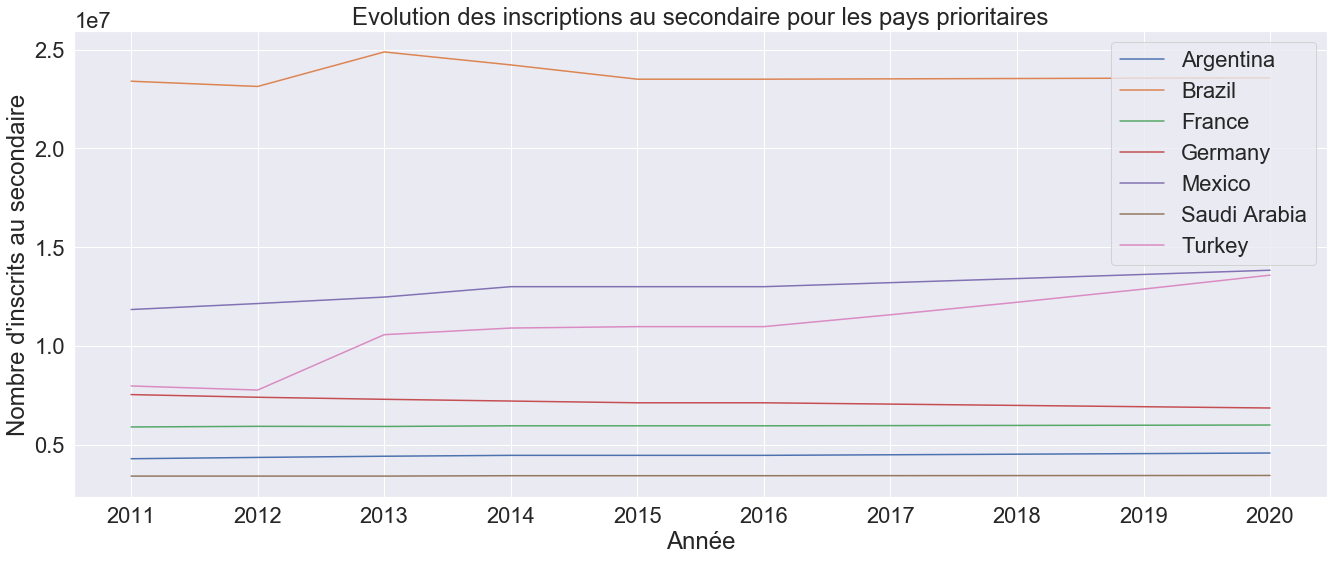 Evolution des inscriptions au secondaire pour les pays prioritaires
1e7
2.5
2.0
1.5
1.0
0.5
Nombre d'inscrits au secondaire
Argentina
Brazil
France
Germany
Mexico
Saudi Arabia
Turkey
2011 2012 2013 2014 2015 2016 2017 2018 2019 2020
Année